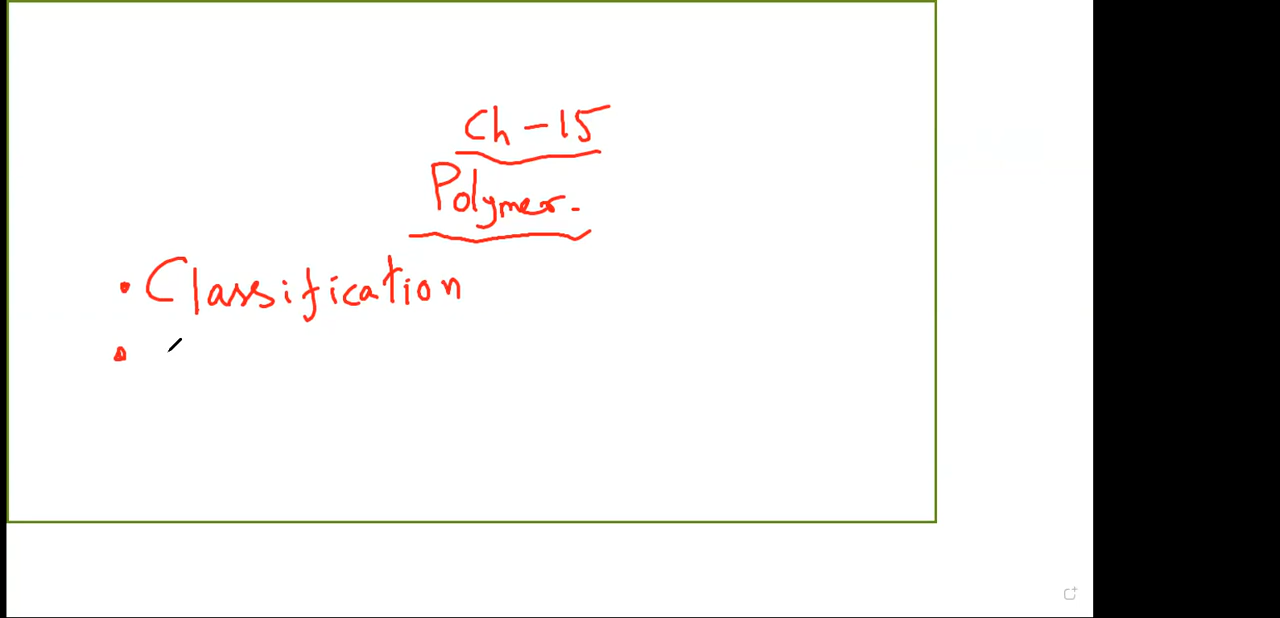 Ch - 15
Polymer.
• Classification
•